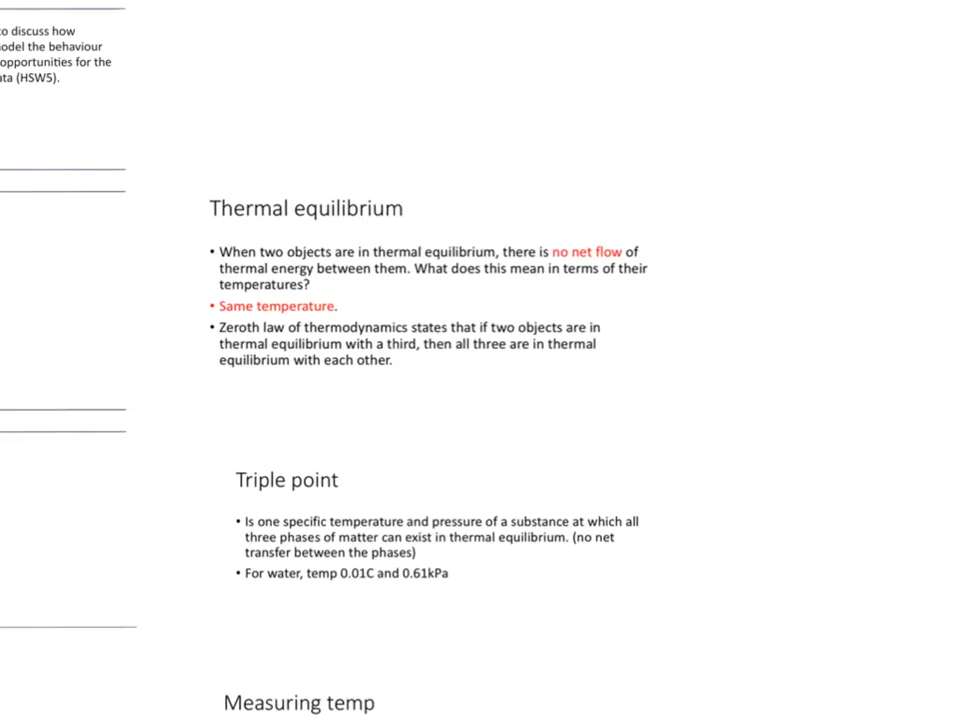 to discuss how
odel the behaviour
opportunities for the
ata (HSW5).
Thermal equilibrium
• When two objects are in thermal equilibrium, there is no net flow of
thermal energy between them. What does this mean in terms of their
temperatures?
• Same temperature.
• Zeroth law of thermodynamics states that if two objects are in
thermal equilibrium with a third, then all three are in thermal
equilibrium with each other.
Triple point
• Is one specific temperature and pressure of a substance at which all
three phases of matter can exist in thermal equilibrium. (no net
transfer between the phases)
• For water, temp 0.01C and 0.61kPa
Measuring temp